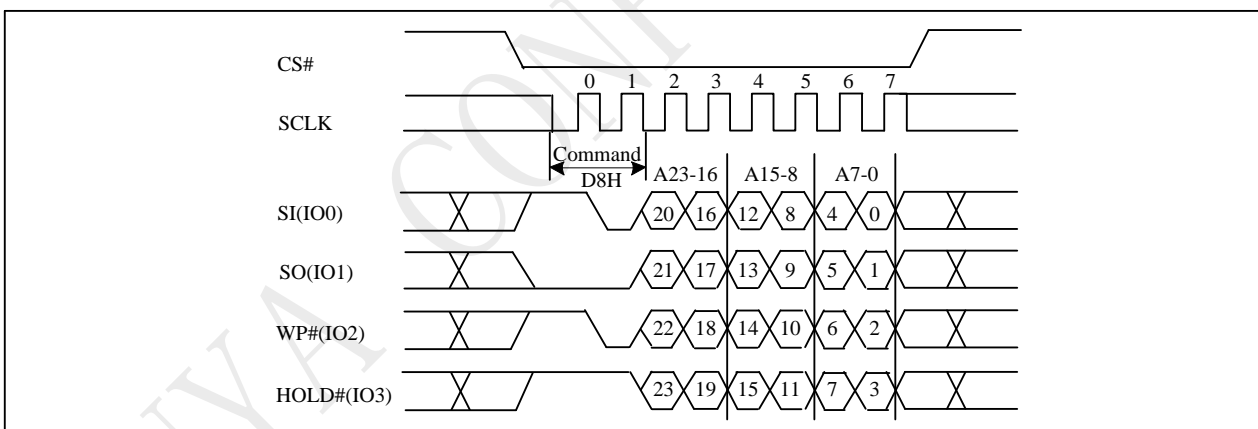 CS#
0 1 2 3 4 5 6 7
SCLK
Command
D8H
A23-16 A15-8 A7-0
SI(IO0) 20 16 12 8 4 0
SO(IO1) 21 17 13 9 5 1
WP#(IO2) 22 18 14 10 6 2
HOLD#(IO3) 23 19 15 11 7 3